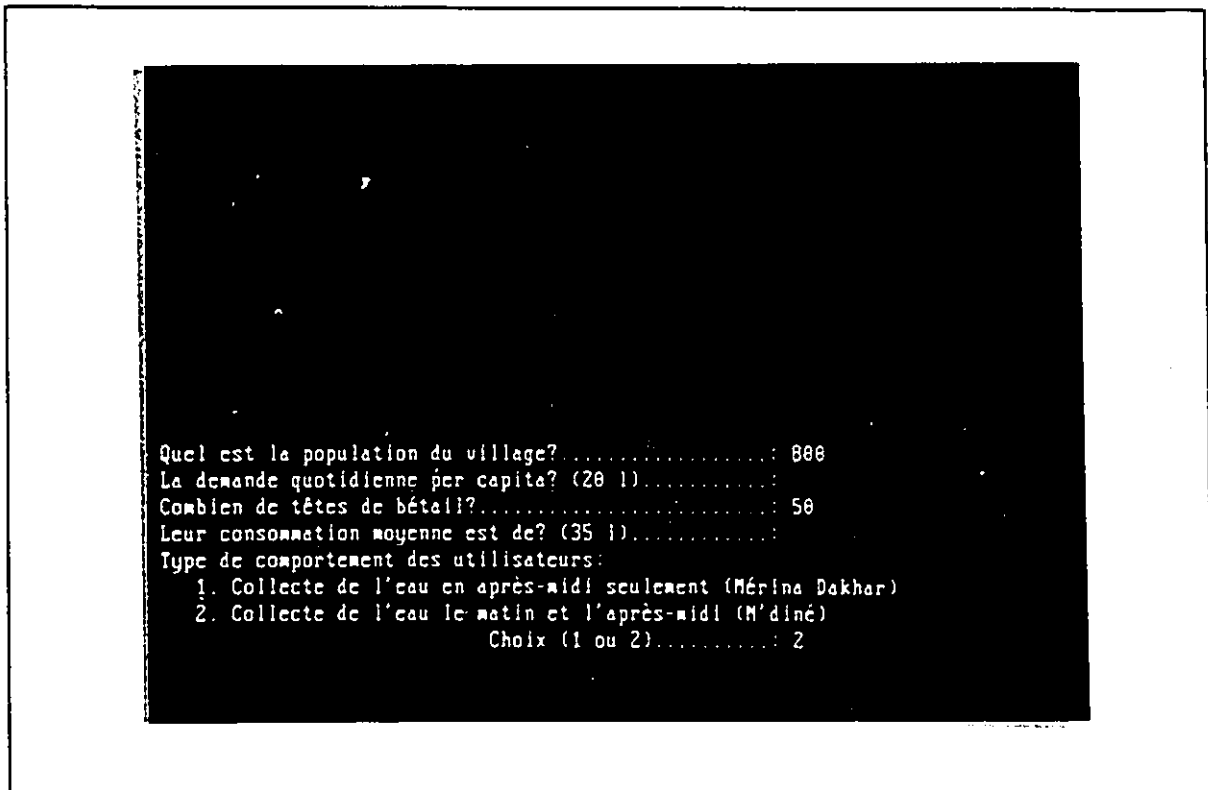 Quel est la population du village?...................: 800
La demande quotidienne per capita? (20 l)............:
Combien de têtes de bétail?..........................: 50
Leur consommation moyenne est de? (35 l).............:
Type de comportement des utilisateurs:
1. Collecte de l'eau en après-midi seulement (Mérina Dakhar)
2. Collecte de l'eau le matin et l'après-midi (M'diné)
Choix (1 ou 2)..........: 2